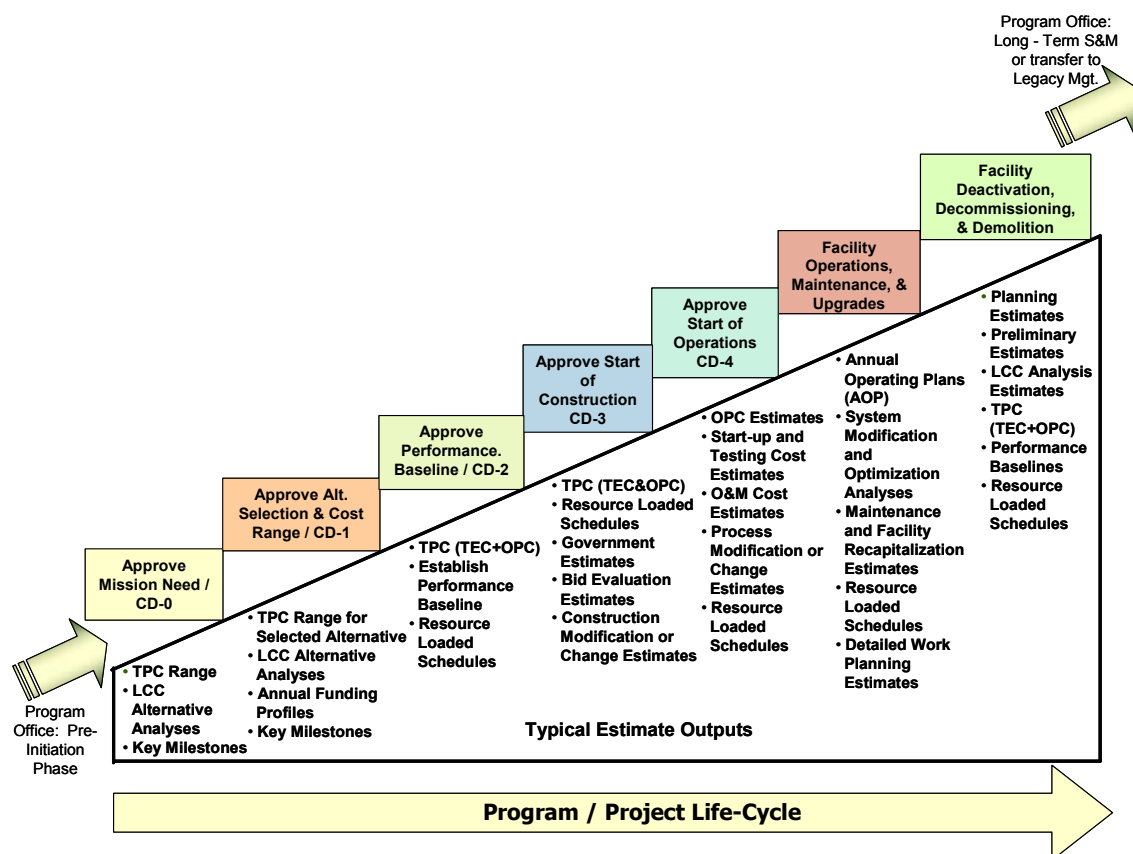 Program Office:
Long - Term S&M
or transfer to
Legacy Mgt.
Facility
Deactivation,
Decommissioning,
& Demolition
Facility
Operations,
Maintenance, &
Upgrades
Approve
Start of
Operations
CD-4
Approve Start
of
Construction
CD-3
Approve
Performance.
Baseline / CD-2
Approve Alt.
Selection & Cost
Range / CD-1
Approve
Mission Need /
CD-0
Program
Office: Pre-
Initiation
Phase
• TPC Range
• LCC
Alternative
Analyses
• Key Milestones
• TPC Range for
Selected Alternative
• LCC Alternative
Analyses
• Annual Funding
Profiles
• Key Milestones
• TPC (TEC+OPC)
• Establish
Performance
Baseline
• Resource
Loaded
Schedules
• TPC (TEC&OPC)
• Resource Loaded
Schedules
• Government
Estimates
• Bid Evaluation
Estimates
• Construction
Modification or
Change Estimates
• OPC Estimates
• Start-up and
Testing Cost
Estimates
• O&M Cost
Estimates
• Process
Modification or
Change
Estimates
• Resource
Loaded
Schedules
• Annual
Operating Plans
(AOP)
• System
Modification
and
Optimization
Analyses
• Maintenance
and Facility
Recapitalization
Estimates
• Resource
Loaded
Schedules
• Detailed Work
Planning
Estimates
• Planning
Estimates
• Preliminary
Estimates
• LCC Analysis
Estimates
• TPC
(TEC+OPC)
• Performance
Baselines
• Resource
Loaded
Schedules
Typical Estimate Outputs
Program / Project Life-Cycle